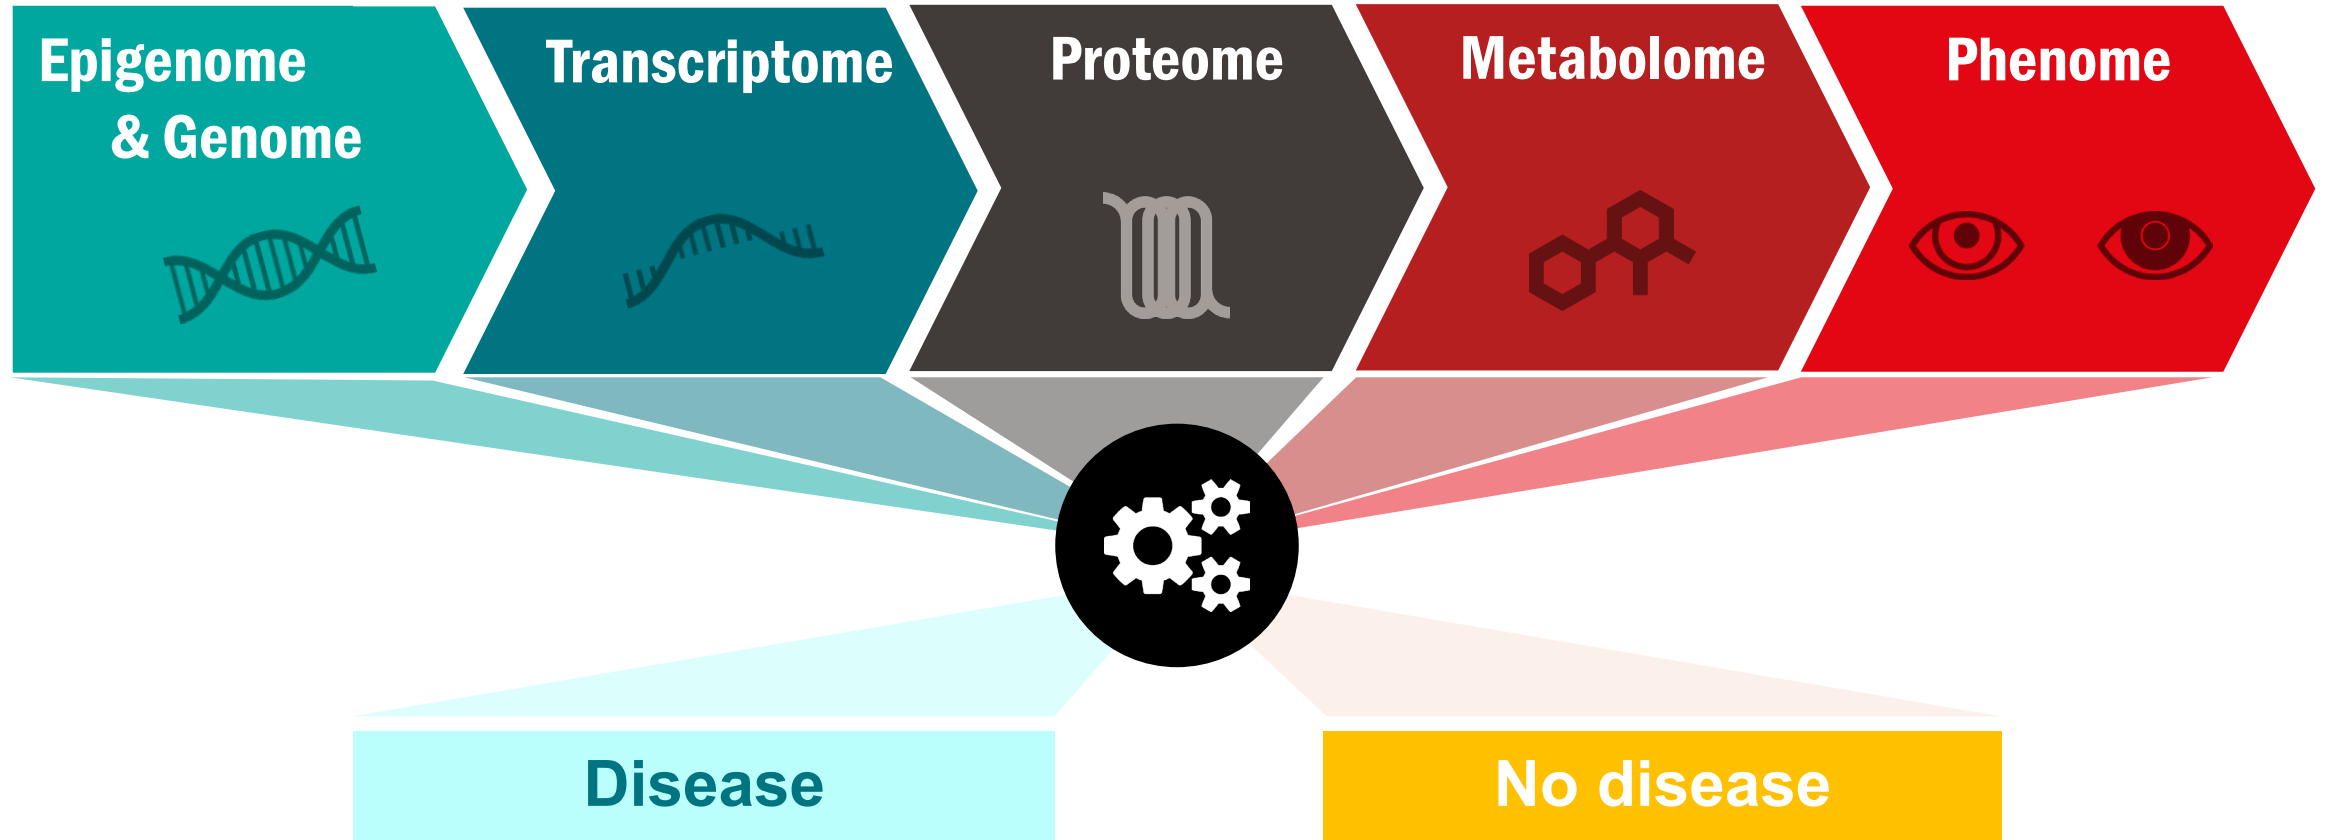 Epigenome
& Genome
Transcriptome
Proteome
Metabolome
Phenome
Disease
No disease